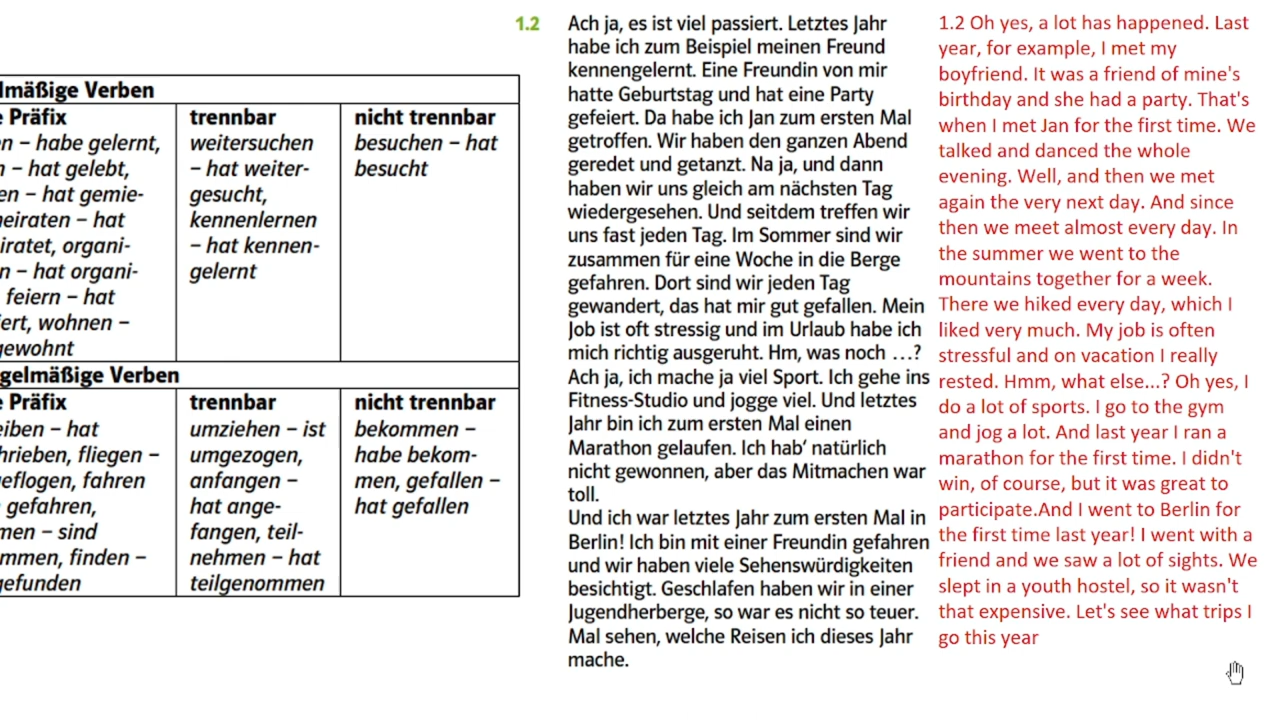 lmäßige Verben
e Präfix
en – habe gelernt,
n – hat gelebt,
en – hat gemie-
heiraten – hat
iratet, organi-
n – hat organi-
feiern – hat
iert, wohnen –
gewohnt
trennbar
weitersuchen
– hat weiter-
gesucht,
kennenlernen
– hat kennen-
gelernt
nicht trennbar
besuchen – hat
besucht
gelmäßige Verben
e Präfix
eiben – hat
hrieben, fliegen –
geflogen, fahren
gefahren,
men – sind
ommen, finden –
gefunden
trennbar
umziehen – ist
umgezogen,
anfangen –
hat ange-
fangen, teil-
nehmen – hat
teilgenommen
nicht trennbar
bekommen –
habe bekom-
men, gefallen –
hat gefallen
1.2 Ach ja, es ist viel passiert. Letztes Jahr
habe ich zum Beispiel meinen Freund
kennengelernt. Eine Freundin von mir
hatte Geburtstag und hat eine Party
gefeiert. Da habe ich Jan zum ersten Mal
getroffen. Wir haben den ganzen Abend
geredet und getanzt. Na ja, und dann
haben wir uns gleich am nächsten Tag
wiedergesehen. Und seitdem treffen wir
uns fast jeden Tag. Im Sommer sind wir
zusammen für eine Woche in die Berge
gefahren. Dort sind wir jeden Tag
gewandert, das hat mir gut gefallen. Mein
Job ist oft stressig und im Urlaub habe ich
mich richtig ausgeruht. Hm, was noch …?
Ach ja, ich mache ja viel Sport. Ich gehe ins
Fitness-Studio und jogge viel. Und letztes
Jahr bin ich zum ersten Mal einen
Marathon gelaufen. Ich hab‘ natürlich
nicht gewonnen, aber das Mitmachen war
toll.
Und ich war letztes Jahr zum ersten Mal in
Berlin! Ich bin mit einer Freundin gefahren
und wir haben viele Sehenswürdigkeiten
besichtigt. Geschlafen haben wir in einer
Jugendherberge, so war es nicht so teuer.
Mal sehen, welche Reisen ich dieses Jahr
mache.
1.2 Oh yes, a lot has happened. Last
year, for example, I met my
boyfriend. It was a friend of mine's
birthday and she had a party. That's
when I met Jan for the first time. We
talked and danced the whole
evening. Well, and then we met
again the very next day. And since
then we meet almost every day. In
the summer we went to the
mountains together for a week.
There we hiked every day, which I
liked very much. My job is often
stressful and on vacation I really
rested. Hmm, what else...? Oh yes, I
do a lot of sports. I go to the gym
and jog a lot. And last year I ran a
marathon for the first time. I didn't
win, of course, but it was great to
participate.And I went to Berlin for
the first time last year! I went with a
friend and we saw a lot of sights. We
slept in a youth hostel, so it wasn't
that expensive. Let's see what trips I
go this year